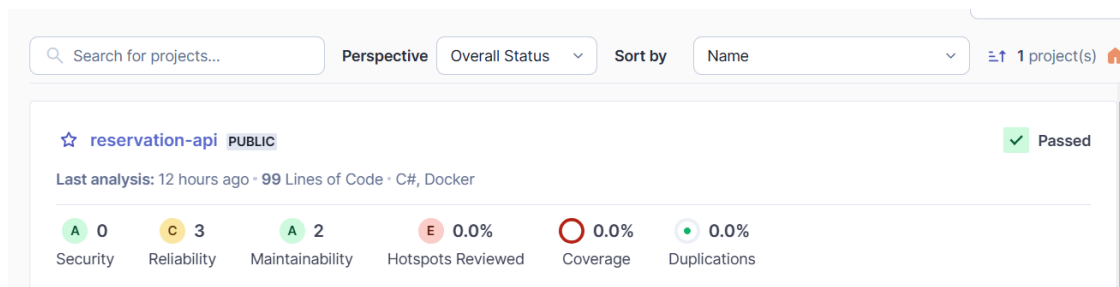 Search for projects... Perspective Overall Status Sort by Name 1 project(s)
reservation-api PUBLIC Passed
Last analysis: 12 hours ago • 99 Lines of Code • C#, Docker
A 0 C 3 A 2 E 0.0% 0.0% 0.0%
Security Reliability Maintainability Hotspots Reviewed Coverage Duplications